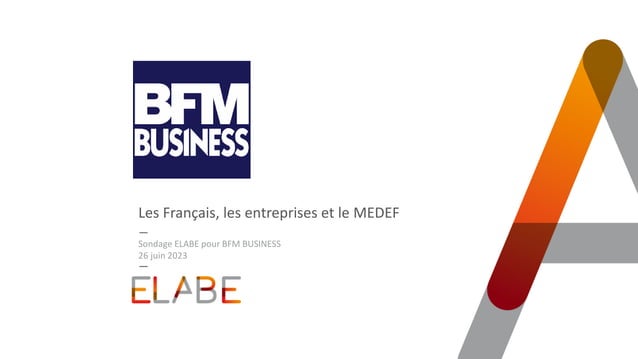 BFM
BUSINESS
Les Français, les entreprises et le MEDEF
—
Sondage ELABE pour BFM BUSINESS
26 juin 2023
—
ELABE